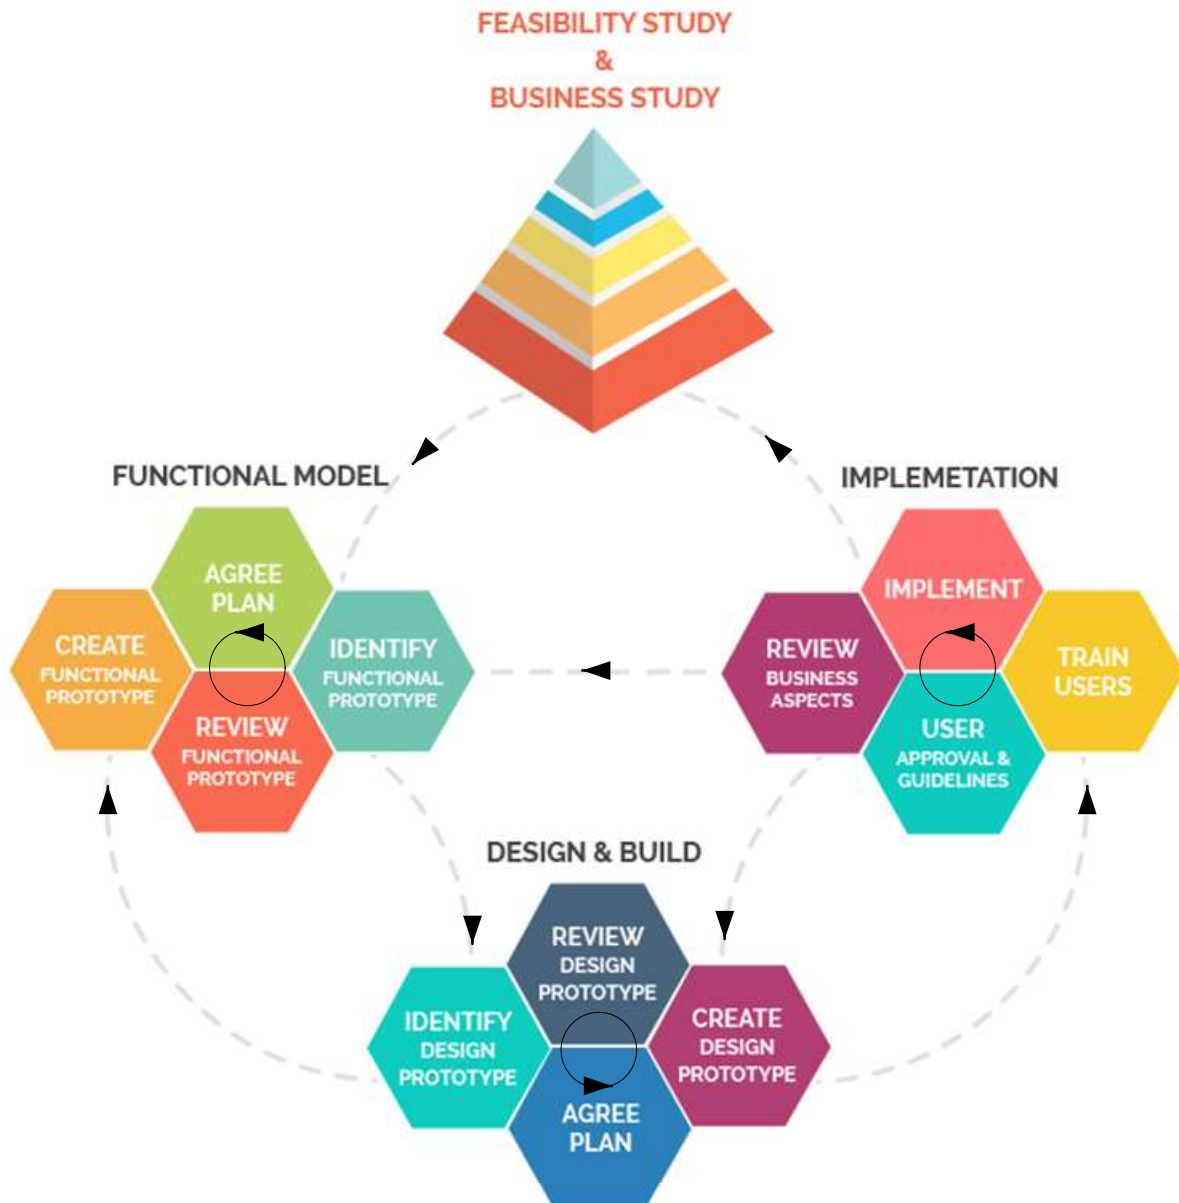 FEASIBILITY STUDY
&
BUSINESS STUDY
FUNCTIONAL MODEL
AGREE
PLAN
CREATE
FUNCTIONAL
PROTOTYPE
IDENTIFY
FUNCTIONAL
PROTOTYPE
REVIEW
FUNCTIONAL
PROTOTYPE
IMPLEMETATION
IMPLEMENT
REVIEW
BUSINESS
ASPECTS
TRAIN
USERS
USER
APPROVAL &
GUIDELINES
DESIGN & BUILD
REVIEW
DESIGN
PROTOTYPE
IDENTIFY
DESIGN
PROTOTYPE
CREATE
DESIGN
PROTOTYPE
AGREE
PLAN